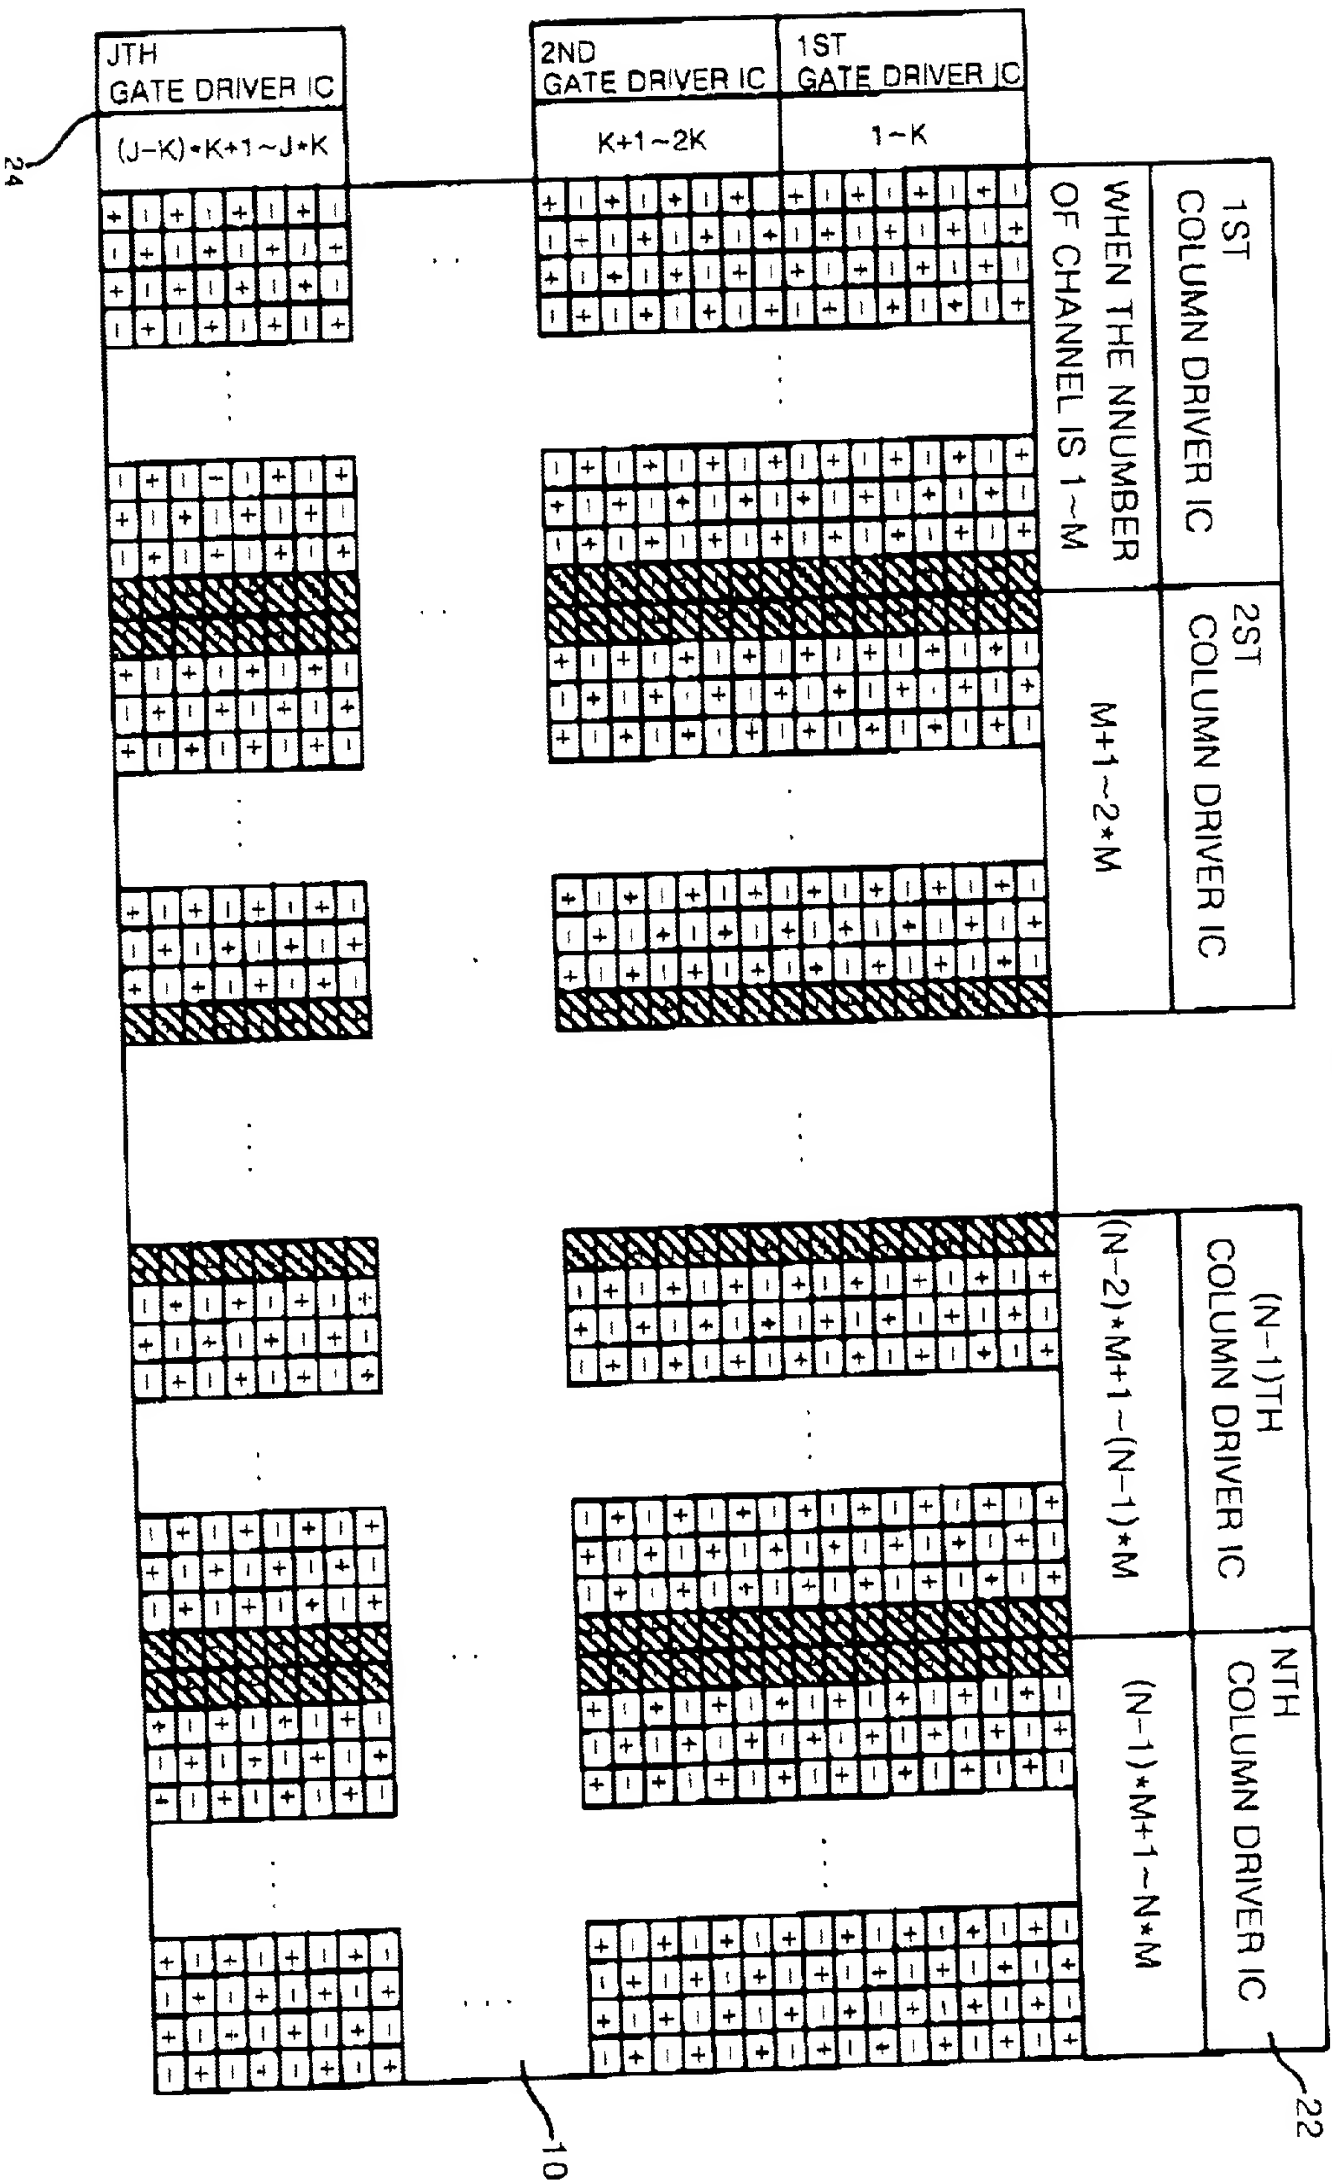 JTH
GATE DRIVER IC
(J-K)*K+1~J*K
2ND
GATE DRIVER IC
K+1~2K
1ST
GATE DRIVER IC
1~K
1ST
COLUMN DRIVER IC
WHEN THE NNUMBER
OF CHANNEL IS 1~M
2ST
COLUMN DRIVER IC
M+1~2*M
(N-1)TH
COLUMN DRIVER IC
(N-2)*M+1~(N-1)*M
NTH
COLUMN DRIVER IC
(N-1)*M+1~N*M
22
24
10